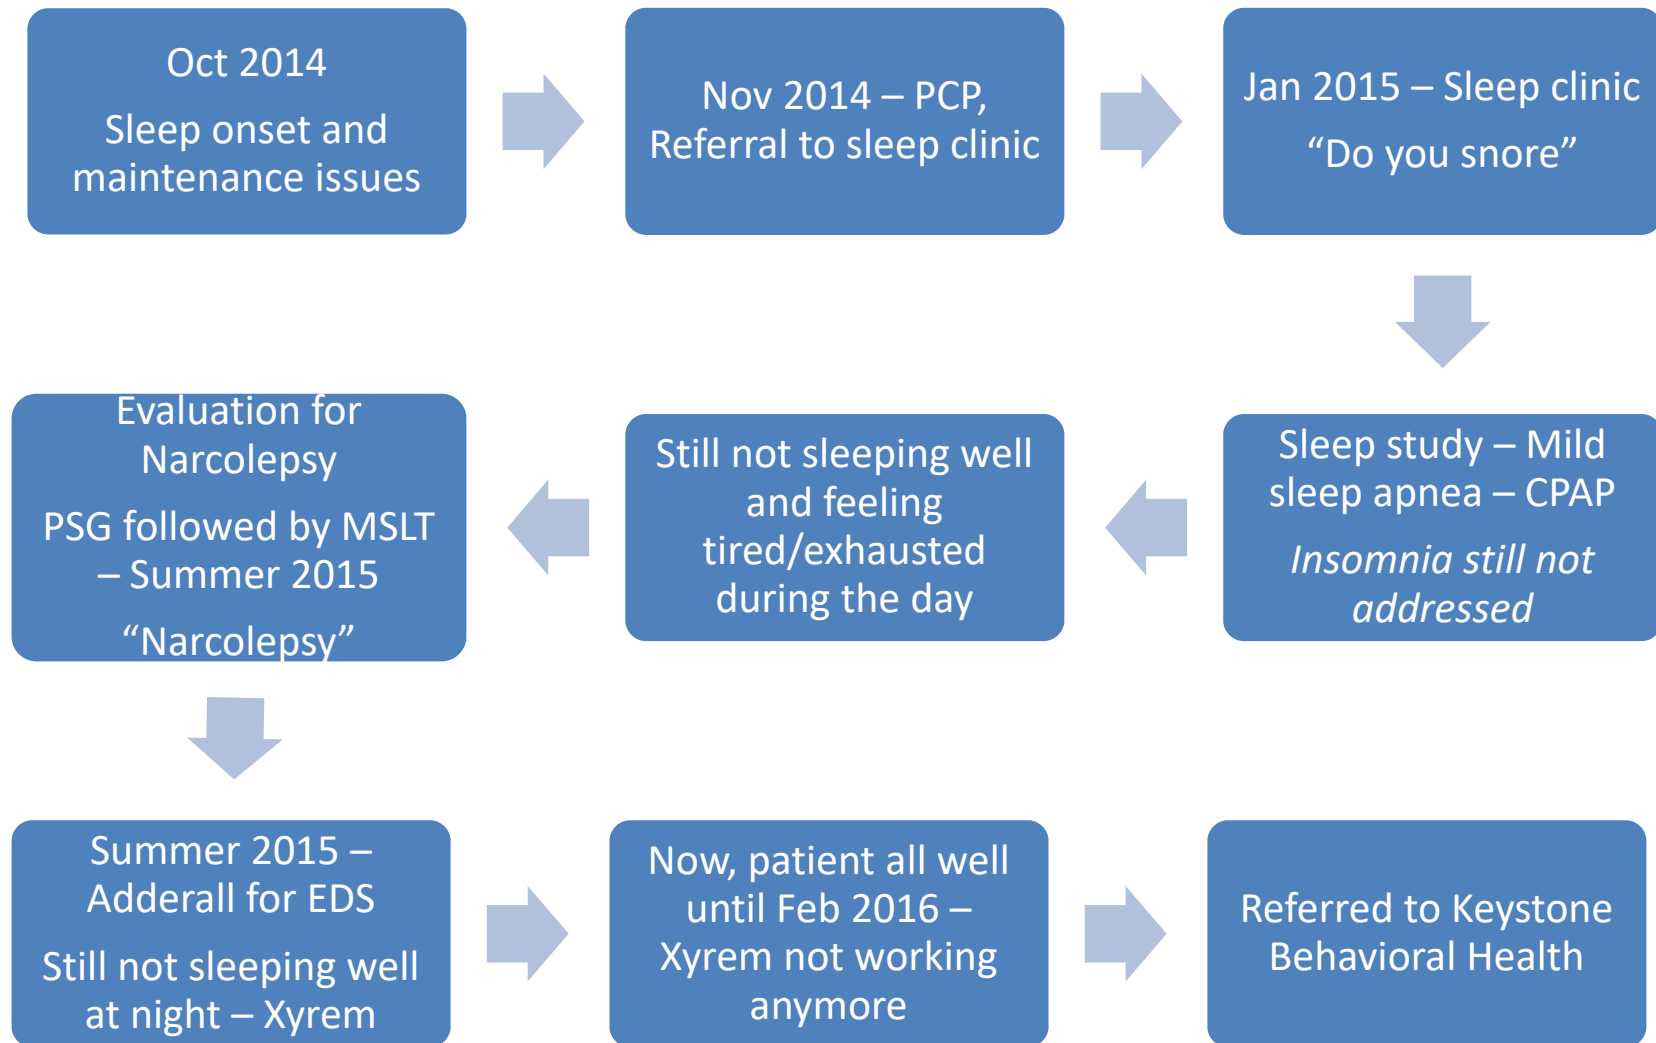 Oct 2014
Sleep onset and
maintenance issues
Nov 2014 – PCP,
Referral to sleep clinic
Jan 2015 – Sleep clinic
“Do you snore”
Sleep study – Mild
sleep apnea – CPAP
Insomnia still not
addressed
Still not sleeping well
and feeling
tired/exhausted
during the day
Evaluation for
Narcolepsy
PSG followed by MSLT
– Summer 2015
“Narcolepsy”
Summer 2015 –
Adderall for EDS
Still not sleeping well
at night – Xyrem
Now, patient all well
until Feb 2016 –
Xyrem not working
anymore
Referred to Keystone
Behavioral Health